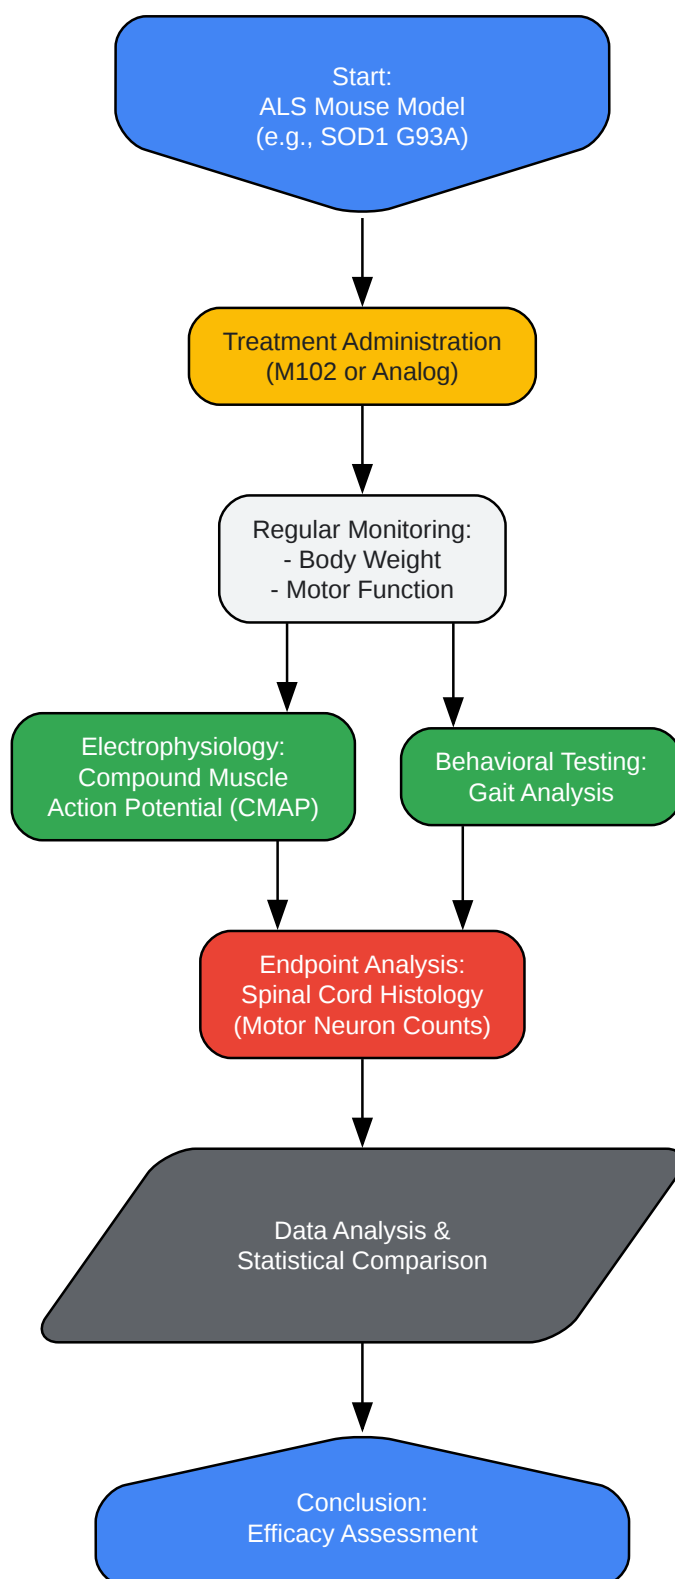 Start:
ALS Mouse Model
(e.g., SOD1 G93A)
Treatment Administration
(M102 or Analog)
Regular Monitoring:
- Body Weight
- Motor Function
Electrophysiology:
Compound Muscle
Action Potential (CMAP)
Behavioral Testing:
Gait Analysis
Endpoint Analysis:
Spinal Cord Histology
(Motor Neuron Counts)
Data Analysis &
Statistical Comparison
Conclusion:
Efficacy Assessment